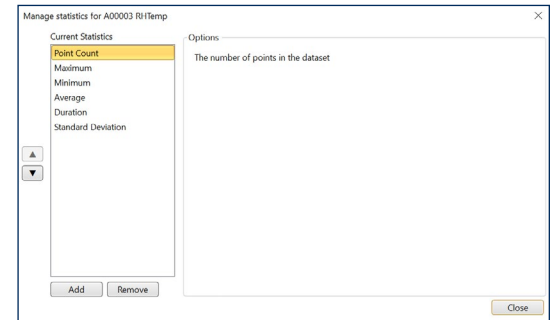 Manage statistics for A00003 RHTemp
Current Statistics
Options
Point Count
The number of points in the dataset
Maximum
Minimum
Average
Duration
Standard Deviation
Add
Remove
Close